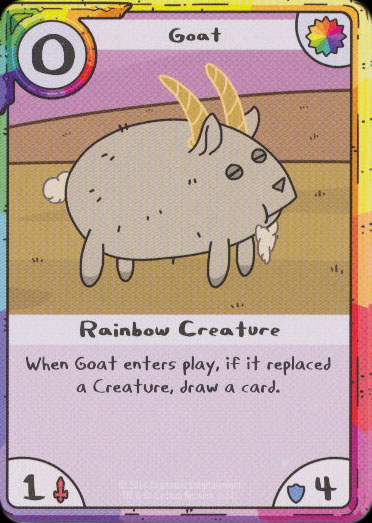 0
Goat
Rainbow Creature
When Goat enters play, if it replaced
a Creature, draw a card.
1
4